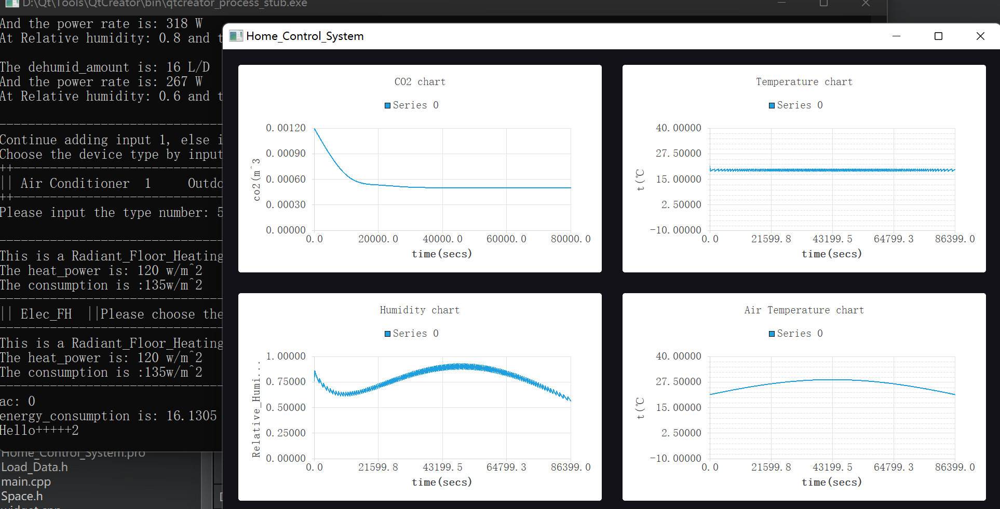 D:\Qt\Tools\QtCreator\bin\qtcreator_process_stub.exe
And the power rate is: 318 W
At Relative humidity: 0.8 and t
The dehumid_amount is: 16 L/D
And the power rate is: 267 W
At Relative humidity: 0.6 and t
Continue adding input 1, else i
Choose the device type by input
++----------------------------
|| Air Conditioner 1 Outdo
++----------------------------
Please input the type number: 5
This is a Radiant_Floor_Heating
The heat_power is: 120 w/m^2
The consumption is :135w/m^2
|| Elec_FH ||Please choose the
This is a Radiant_Floor_Heating
The heat_power is: 120 w/m^2
The consumption is :135w/m^2
ac: 0
energy_consumption is: 16.1305
Hello+++++2
Home_Control_System.pro
Load_Data.h
main.cpp
Space.h
widget.cpp
Home_Control_System
CO2 chart
Series 0
0.00120
0.00090
0.00060
0.00030
0.00000
co2(m^3
0.0 20000.0 40000.0 60000.0 80000.0
time(secs)
Temperature chart
Series 0
40.00000
27.50000
15.00000
2.50000
-10.00000
t(℃
0.0 21599.8 43199.5 64799.3 86399.0
time(secs)
Humidity chart
Series 0
1.00000
0.75000
0.50000
0.25000
0.00000
Relative_Humi...
0.0 21599.8 43199.5 64799.3 86399.0
time(secs)
Air Temperature chart
Series 0
40.00000
27.50000
15.00000
2.50000
-10.00000
t(℃
0.0 21599.8 43199.5 64799.3 86399.0
time(secs)